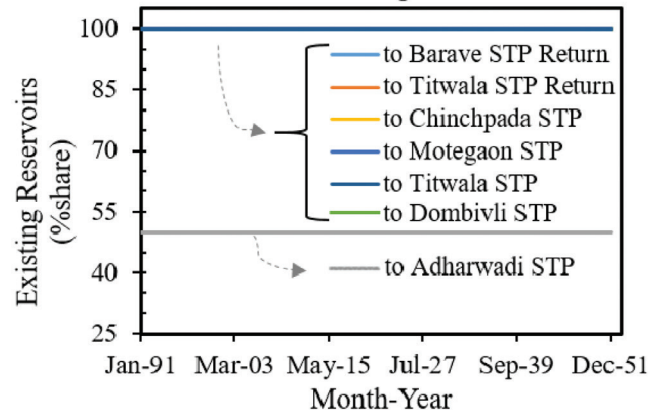 100
85
70
55
40
25
Existing Reservoirs
(%share)
to Barave STP Return
to Titwala STP Return
to Chinchpada STP
to Motegaon STP
to Titwala STP
to Dombivli STP
to Adharwadi STP
Jan-91 Mar-03 May-15 Jul-27 Sep-39 Dec-51
Month-Year